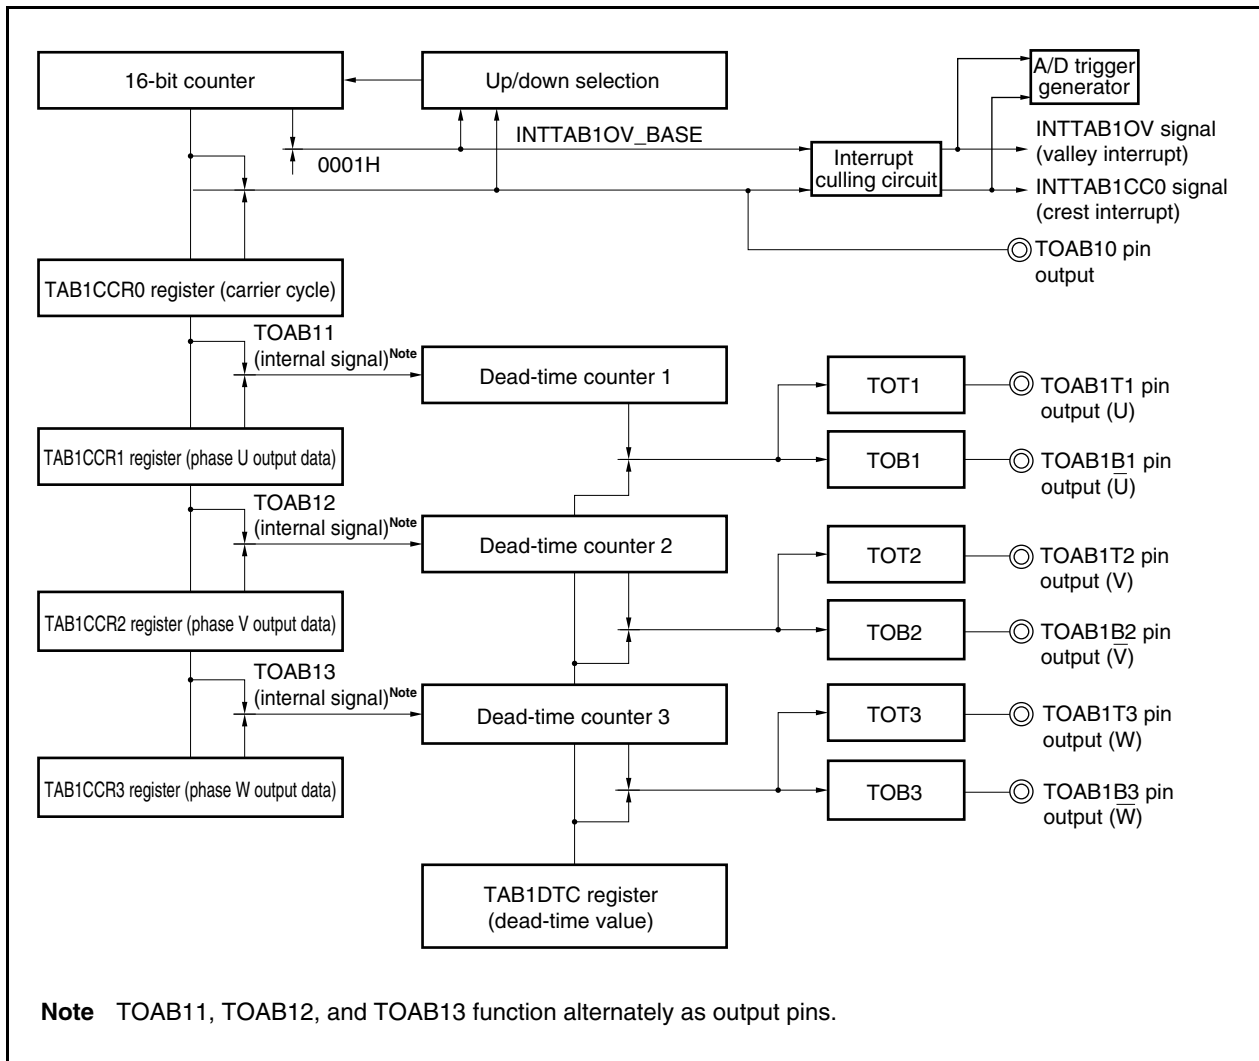 16-bit counter
Up/down selection
A/D trigger
generator
INTTAB1OV_BASE
0001H
Interrupt
culling circuit
INTTAB1OV signal
(valley interrupt)
INTTAB1CC0 signal
(crest interrupt)
TOAB10 pin
output
TAB1CCR0 register (carrier cycle)
TOAB11
(internal signal)Note
Dead-time counter 1
TOT1
TOAB1T1 pin
output (U)
TAB1CCR1 register (phase U output data)
TOB1
TOAB1B1 pin
output (U̅)
TOAB12
(internal signal)Note
Dead-time counter 2
TOT2
TOAB1T2 pin
output (V)
TAB1CCR2 register (phase V output data)
TOB2
TOAB1B2 pin
output (V̅)
TOAB13
(internal signal)Note
Dead-time counter 3
TOT3
TOAB1T3 pin
output (W)
TAB1CCR3 register (phase W output data)
TOB3
TOAB1B3 pin
output (W̅)
TAB1DTC register
(dead-time value)
Note TOAB11, TOAB12, and TOAB13 function alternately as output pins.